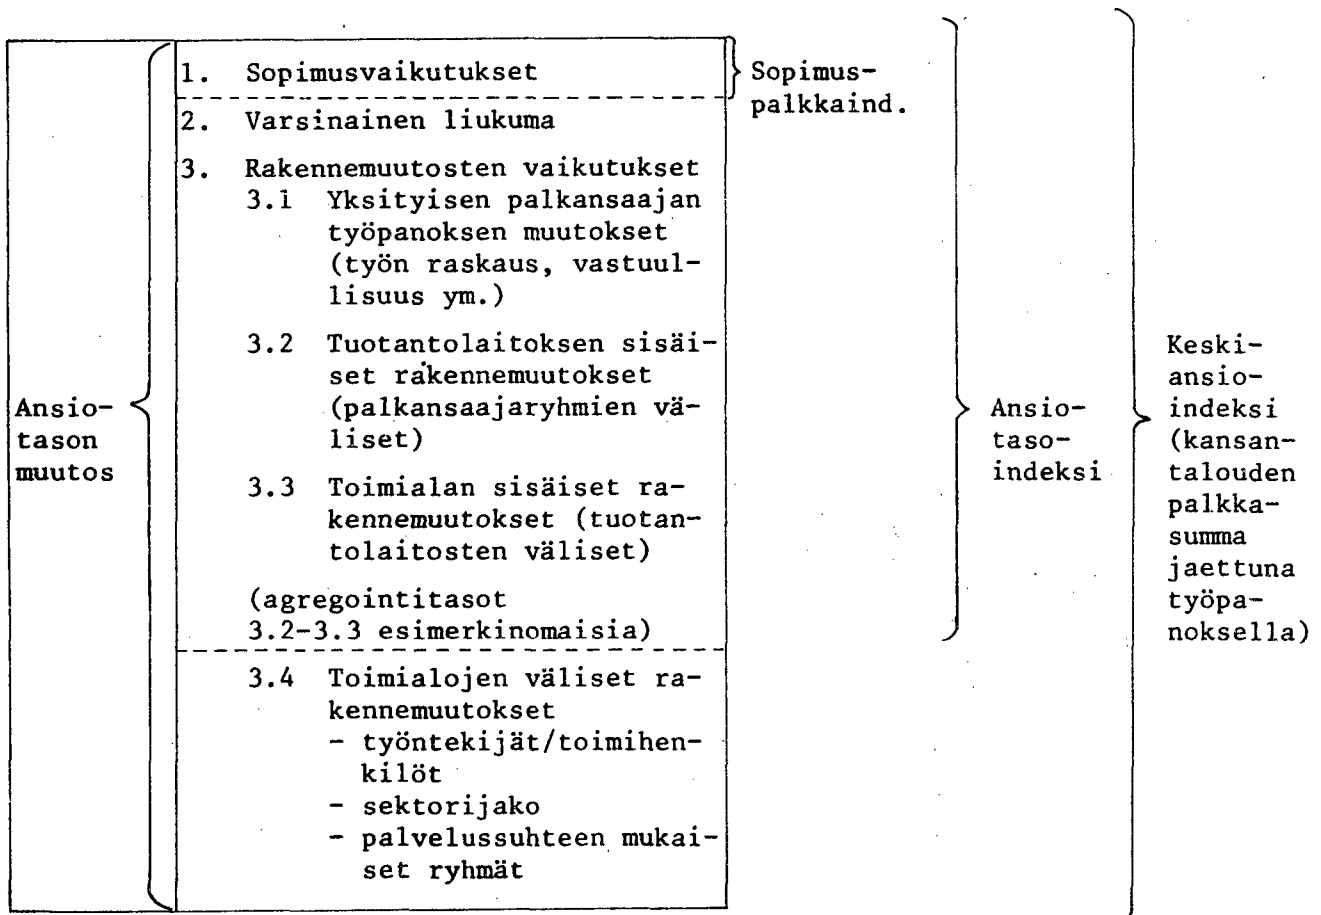 Ansio-
tason
muutos
1. Sopimusvaikutukset
2. Varsinainen liukuma
3. Rakennemuutosten vaikutukset
3.1 Yksityisen palkansaajan
työpanoksen muutokset
(työn raskaus, vastuul-
lisuus ym.)
3.2 Tuotantolaitoksen sisäi-
set rakennemuutokset
(palkansaajaryhmien vä-
liset)
3.3 Toimialan sisäiset ra-
kennemuutokset (tuotan-
tolaitosten väliset)
(agregointitasot
3.2-3.3 esimerkinomaisia)
3.4 Toimialojen väliset ra-
kennemuutokset
- työntekijät/toimihen-
kilöt
- sektorijako
- palvelussuhteen mukai-
set ryhmät
Sopimus-
palkkaind.
Ansio-
taso-
indeksi
Keski-
ansio-
indeksi
(kansan-
talouden
palkka-
summa
jaettuna
työpa-
noksella)